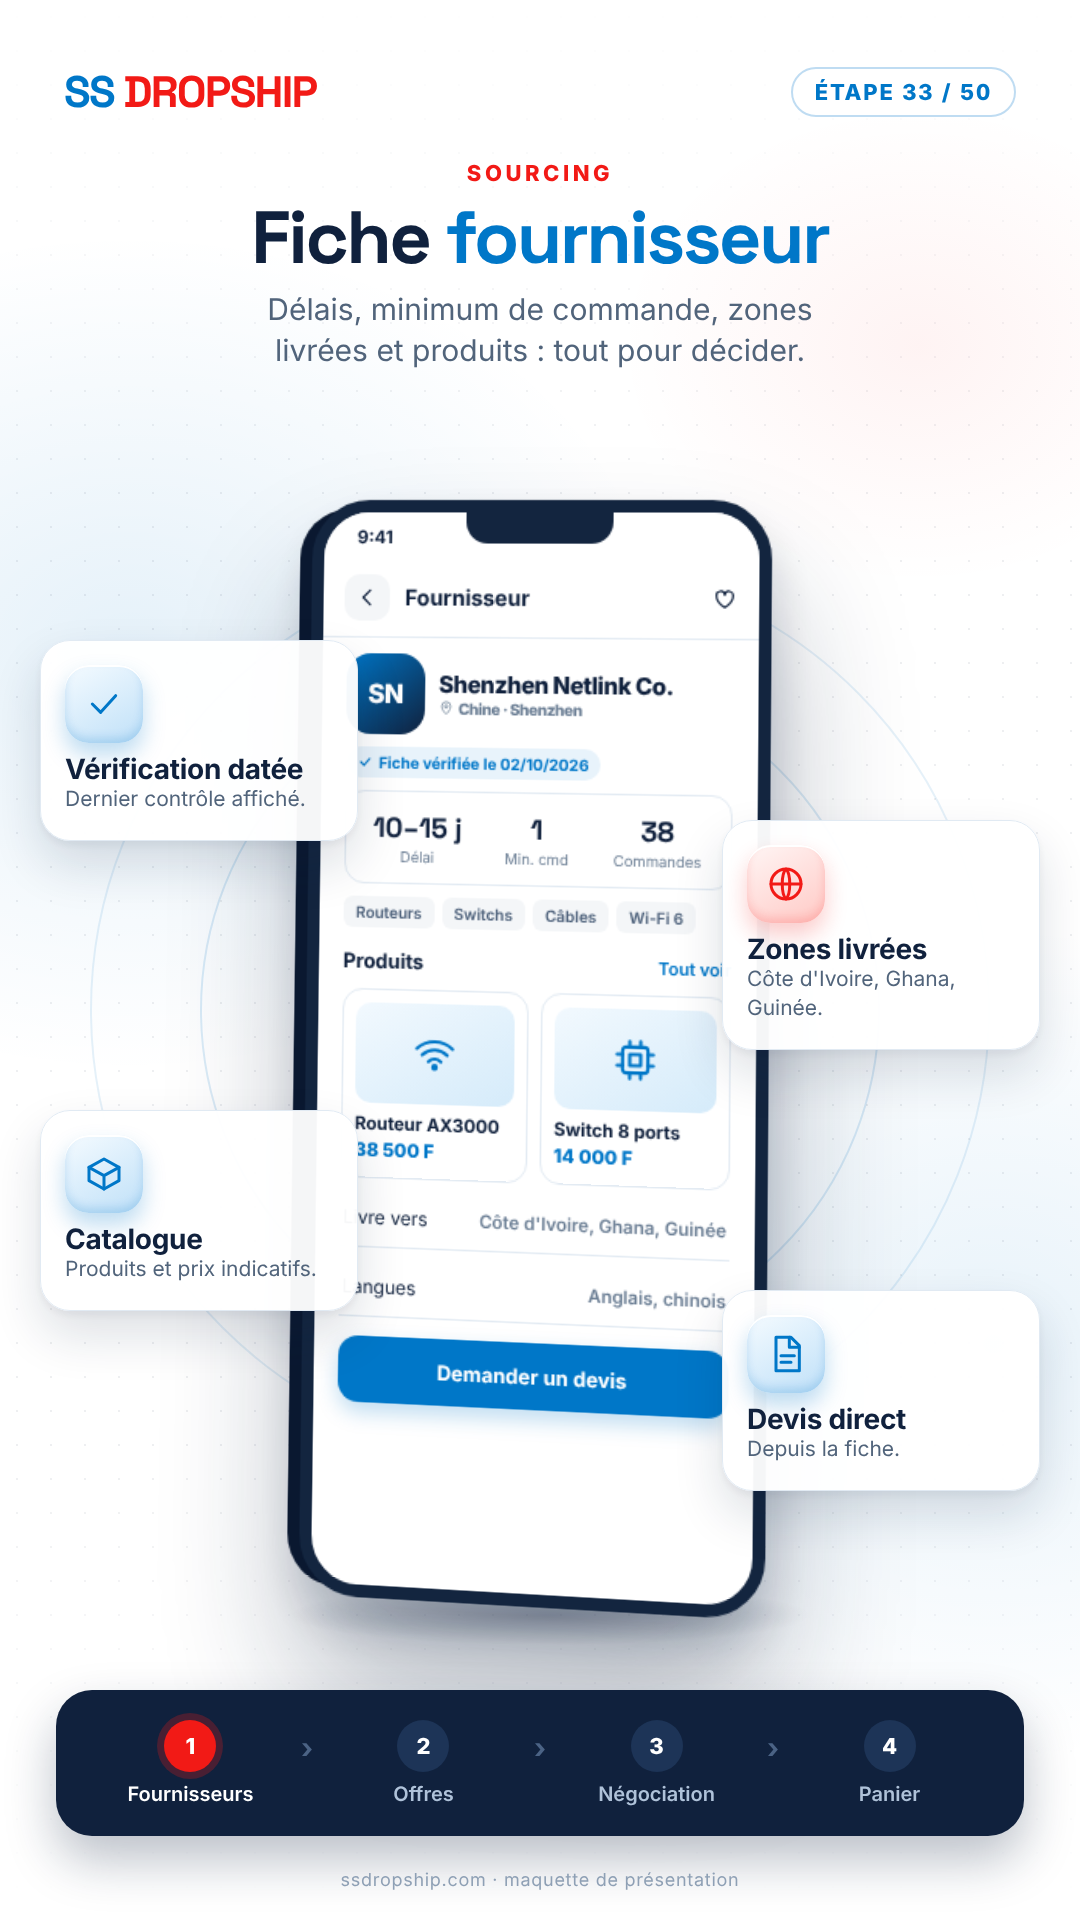 SS DROPSHIP
ÉTAPE 33 / 50
SOURCING
Fiche fournisseur
Délais, minimum de commande, zones
livrées et produits : tout pour décider.
9:41
Fournisseur
SN
Shenzhen Netlink Co.
Chine · Shenzhen
Fiche vérifiée le 02/10/2026
10–15 j
Délai
1
Min. cmd
38
Commandes
Routeurs
Switchs
Câbles
Wi-Fi 6
Produits
Tout voi
Routeur AX3000
38 500 F
Switch 8 ports
14 000 F
vre vers
Côte d'Ivoire, Ghana, Guinée
angues
Anglais, chinois
Demander un devis
Vérification datée
Dernier contrôle affiché.
Zones livrées
Côte d'Ivoire, Ghana,
Guinée.
Catalogue
Produits et prix indicatifs.
Devis direct
Depuis la fiche.
1
Fournisseurs
›
2
Offres
›
3
Négociation
›
4
Panier
ssdropship.com · maquette de présentation